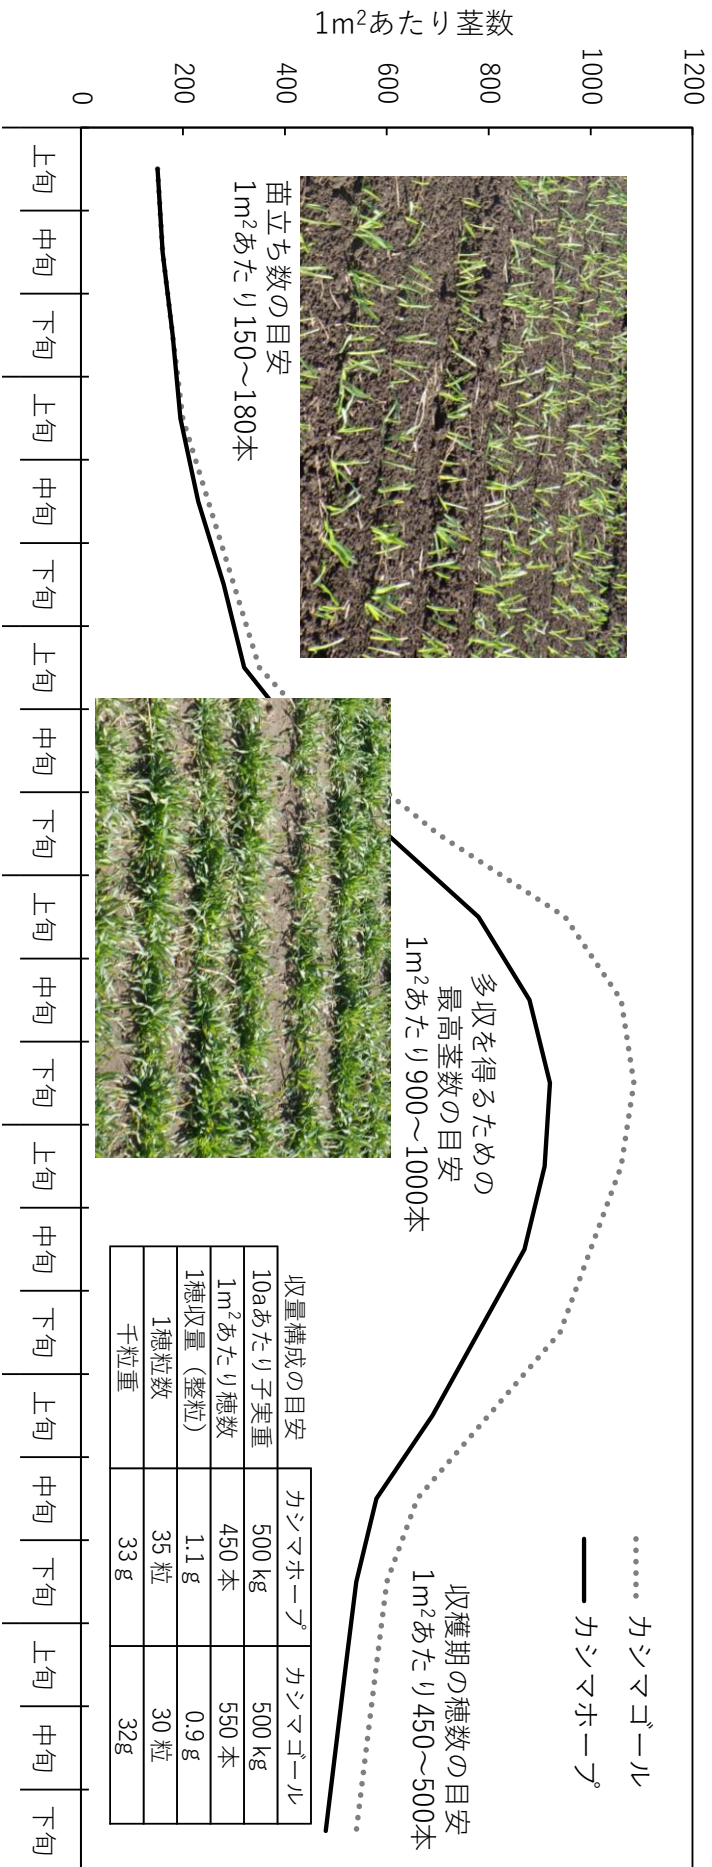 1m²あたり茎数
1200
1000
800
600
400
200
0
カシマゴール
カシマホープ
苗立ち数の目安
1m²あたり150～180本
多収を得るための
最高茎数の目安
1m²あたり900～1000本
収穫期の穂数の目安
1m²あたり450～500本
収量構成の目安 カシマホープ カシマゴール
10aあたり子実重 500 kg 500 kg
1m²あたり穂数 450 本 550 本
1穂収量（整粒） 1.1 g 0.9 g
1穂粒数 35 粒 30 粒
千粒重 33 g 32g
上旬 中旬 下旬 上旬 中旬 下旬 上旬 中旬 下旬 上旬 中旬 下旬 上旬 中旬 下旬 上旬 中旬 下旬 上旬 中旬 下旬